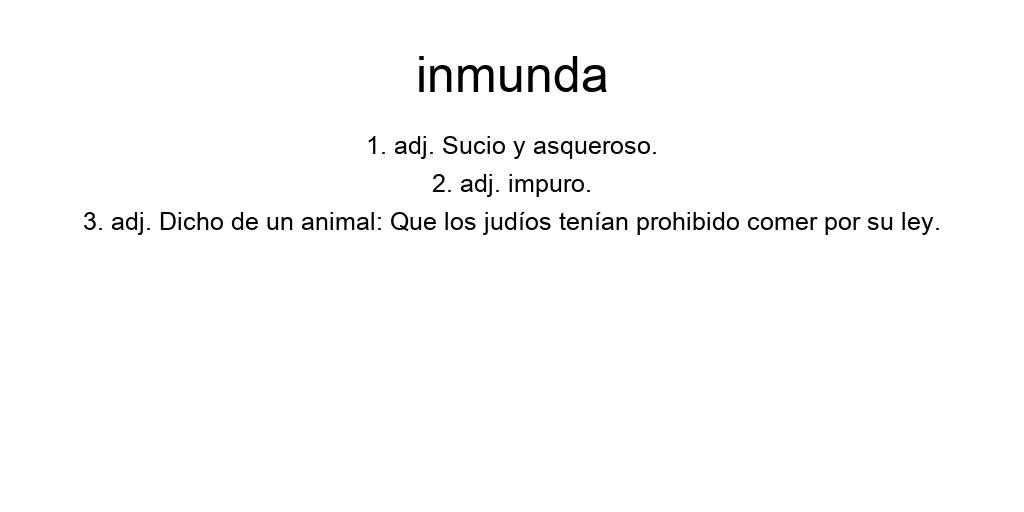 inmunda
1. adj. Sucio y asqueroso.
2. adj. impuro.
3. adj. Dicho de un animal: Que los judíos tenían prohibido comer por su ley.